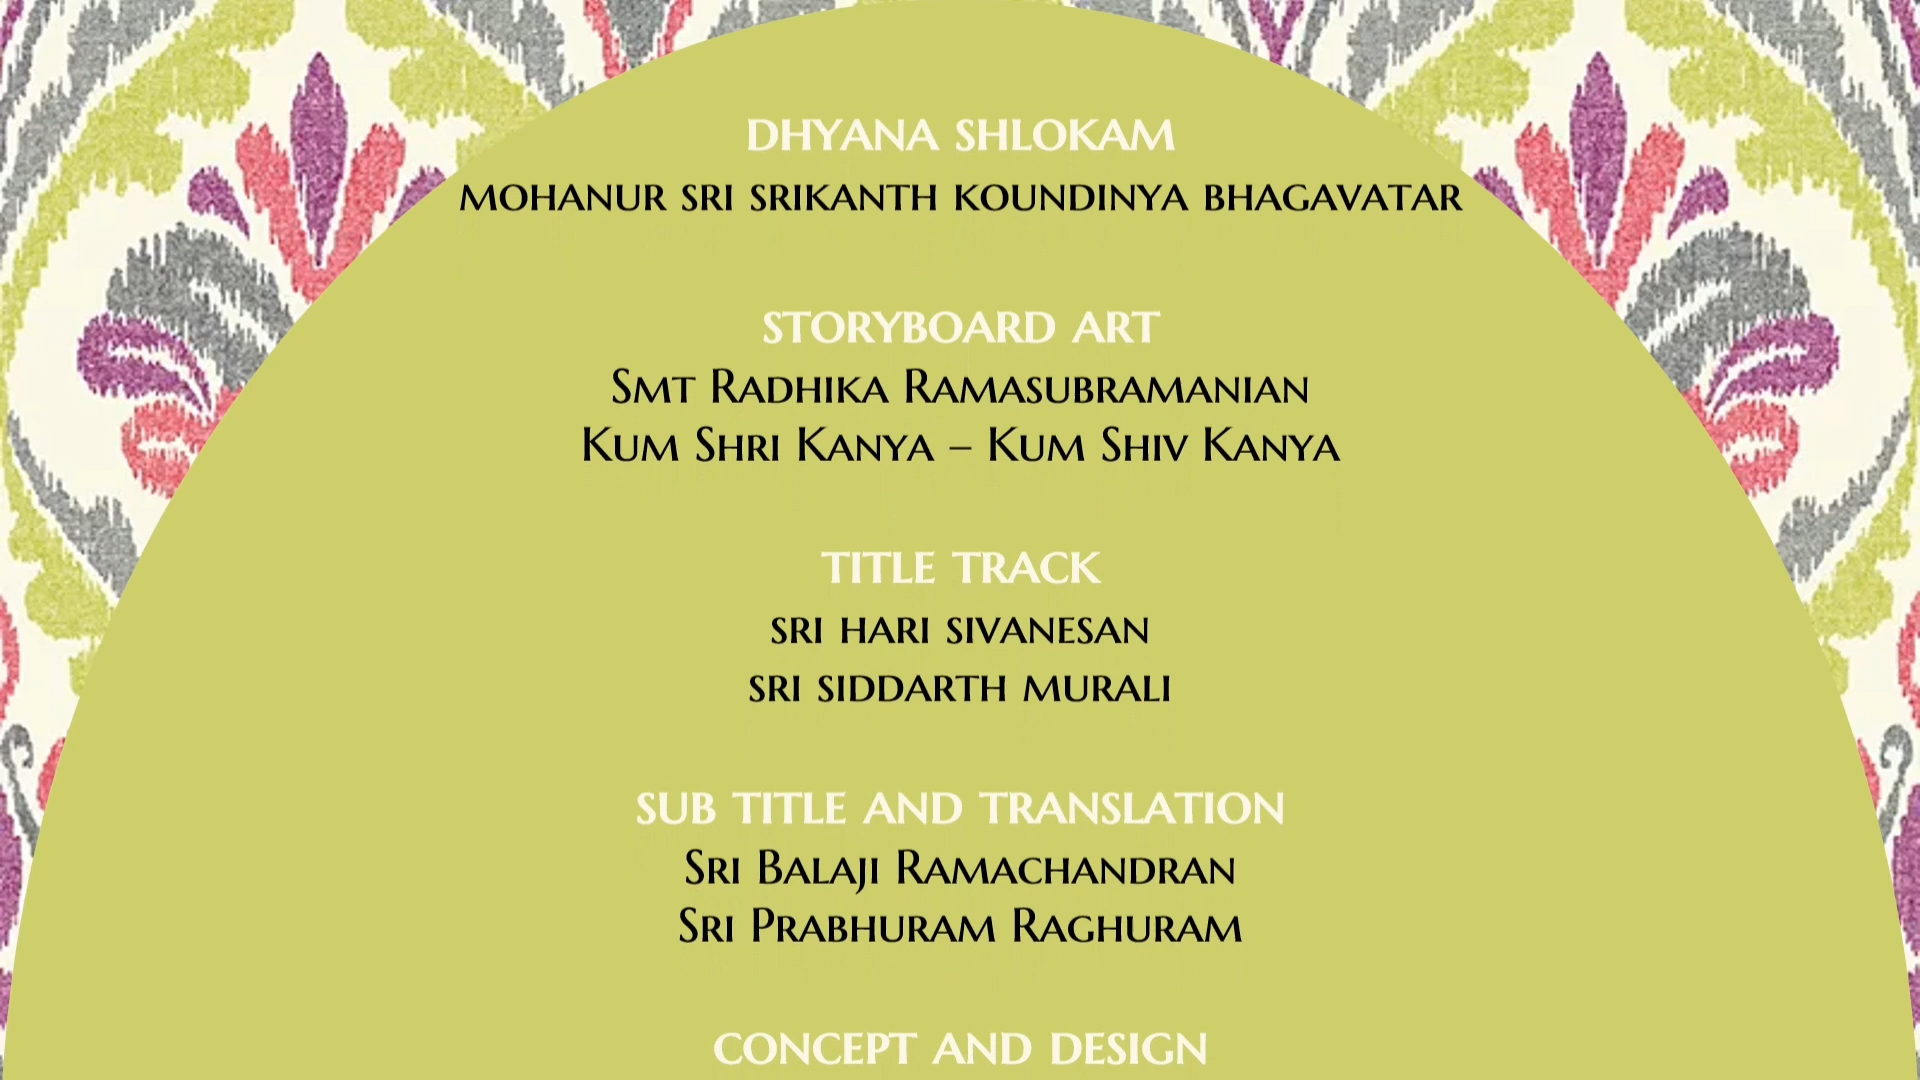 DHYANA SHLOKAM
MOHANUR SRI SRIKANTH KOUNDINYA BHAGAVATAR
STORYBOARD ART
SMT RADHIKA RAMASUBRAMANIAN
KUM SHRI KANYA – KUM SHIV KANYA
TITLE TRACK
SRI HARI SIVANESAN
SRI SIDDARTH MURALI
SUB TITLE AND TRANSLATION
SRI BALAJI RAMACHANDRAN
SRI PRABHURAM RAGHURAM
CONCEPT AND DESIGN